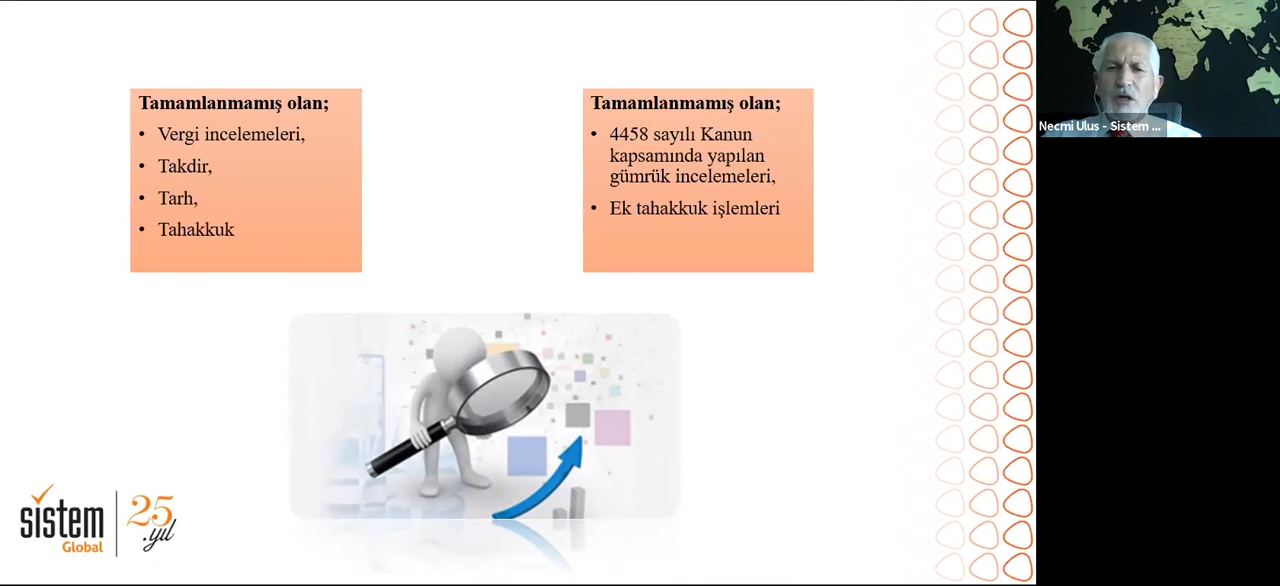 Tamamlanmamış olan;
• Vergi incelemeleri,
• Takdir,
• Tarh,
• Tahakkuk
Tamamlanmamış olan;
• 4458 sayılı Kanun
kapsamında yapılan
gümrük incelemeleri,
• Ek tahakkuk işlemleri
Necmi Ulus - Sistem ...
sistem
Global
25
.yıl